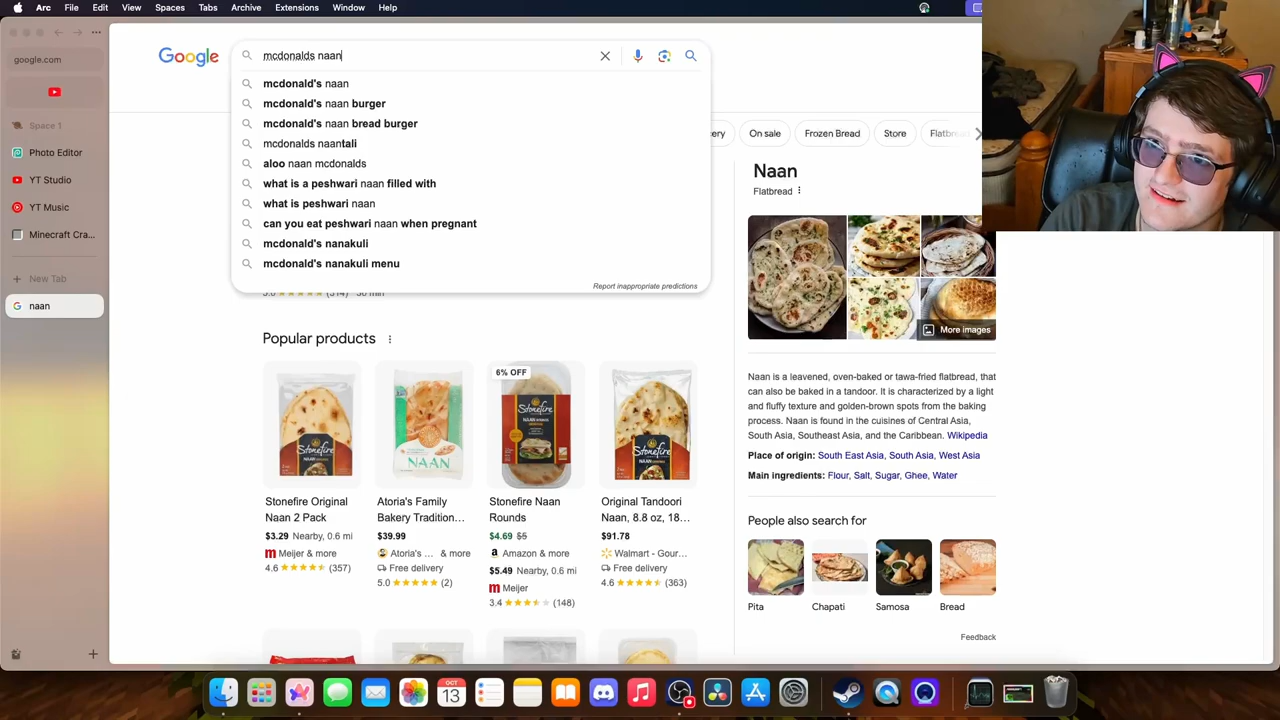 Arc File Edit View Spaces Tabs Archive Extensions Window Help
google.com
Space 1
Photo Editor
YT Studio
YT Music
Minecraft Cra...
New Tab
naan
Google
mcdonalds naan
mcdonald's naan
mcdonald's naan burger
mcdonald's naan bread burger
mcdonalds naantali
aloo naan mcdonalds
what is a peshwari naan filled with
what is peshwari naan
can you eat peshwari naan when pregnant
mcdonald's nanakuli
mcdonald's nanakuli menu
Report inappropriate predictions
On sale Frozen Bread Store
Popular products
6% OFF
Stonefire
NAAN
Stonefire
NAAN
Stonefire
Stonefire Original
Naan 2 Pack
$3.29 Nearby, 0.6 mi
Meijer & more
4.6 (357)
Atoria's Family
Bakery Tradition...
$39.99
Atoria's ... & more
Free delivery
5.0 (2)
Stonefire Naan
Rounds
$4.69 $5
Amazon & more
$5.49 Nearby, 0.6 mi
Meijer
3.4 (148)
Original Tandoori
Naan, 8.8 oz, 18...
$91.78
Walmart - Gour...
Free delivery
4.6 (363)
Naan
Flatbread
More images
Naan is a leavened, oven-baked or tawa-fried flatbread, that
can also be baked in a tandoor. It is characterized by a light
and fluffy texture and golden-brown spots from the baking
process. Naan is found in the cuisines of Central Asia,
South Asia, Southeast Asia, and the Caribbean. Wikipedia
Place of origin: South East Asia, South Asia, West Asia
Main ingredients: Flour, Salt, Sugar, Ghee, Water
People also search for
Pita Chapati Samosa Bread
Feedback
OCT
13